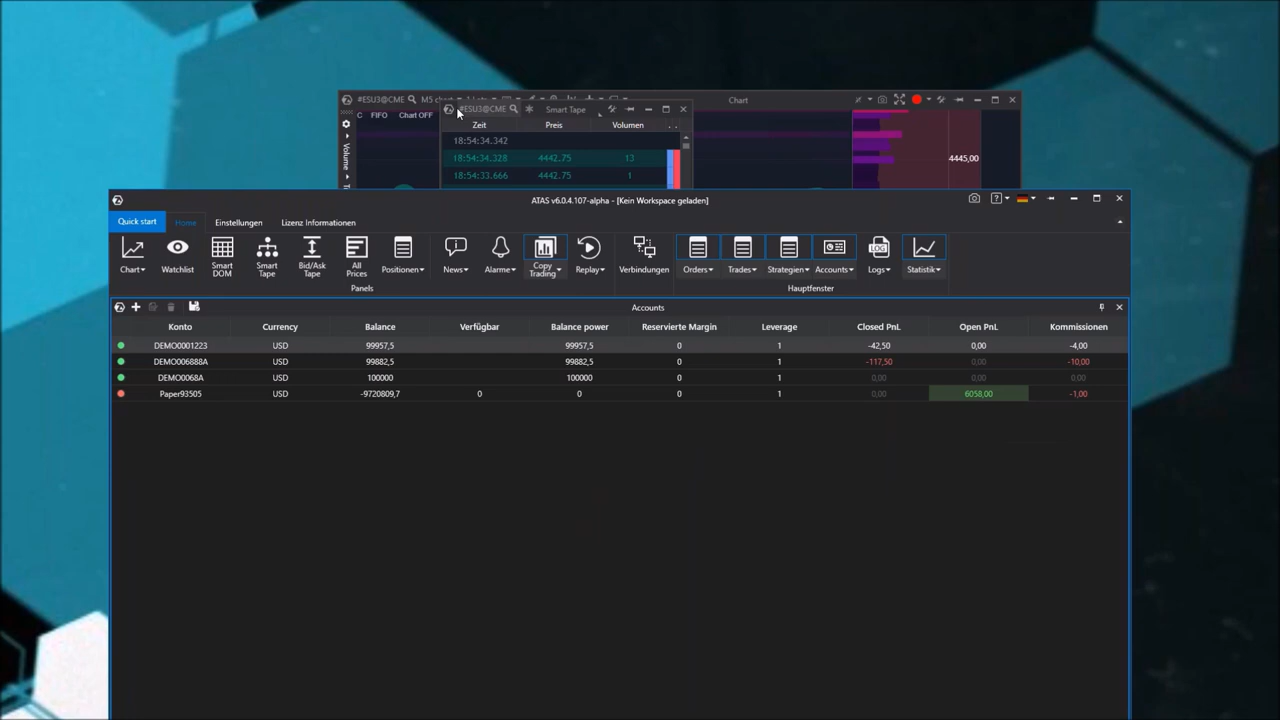 #ESU3@CME M5 chart Chart
C FIFO Chart OFF
#ESU3@CME Smart Tape
Zeit Preis Volumen ..
18:54:34.342
18:54:34.328 4442.75 13
18:54:33.666 4442.75 1
4445,00
Volume
ATAS v6.0.4.107-alpha - [Kein Workspace geladen]
Quick start Home Einstellungen Lizenz Informationen
Chart Watchlist Smart DOM Smart Tape Bid/Ask Tape All Prices Positionen News Alarme Copy Trading Replay Verbindungen Orders Trades Strategien Accounts LOG Logs Statistik
Panels Hauptfenster
Accounts
Konto Currency Balance Verfügbar Balance power Reservierte Margin Leverage Closed PnL Open PnL Kommissionen
DEMO0001223 USD 99957,5 99957,5 0 1 -42,50 0,00 -4,00
DEMO006888A USD 99882,5 99882,5 0 1 -117,50 0,00 -10,00
DEMO0068A USD 100000 100000 0 1 0,00 0,00 0,00
Paper93505 USD -9720809,7 0 0 0 1 0,00 6058,00 -1,00